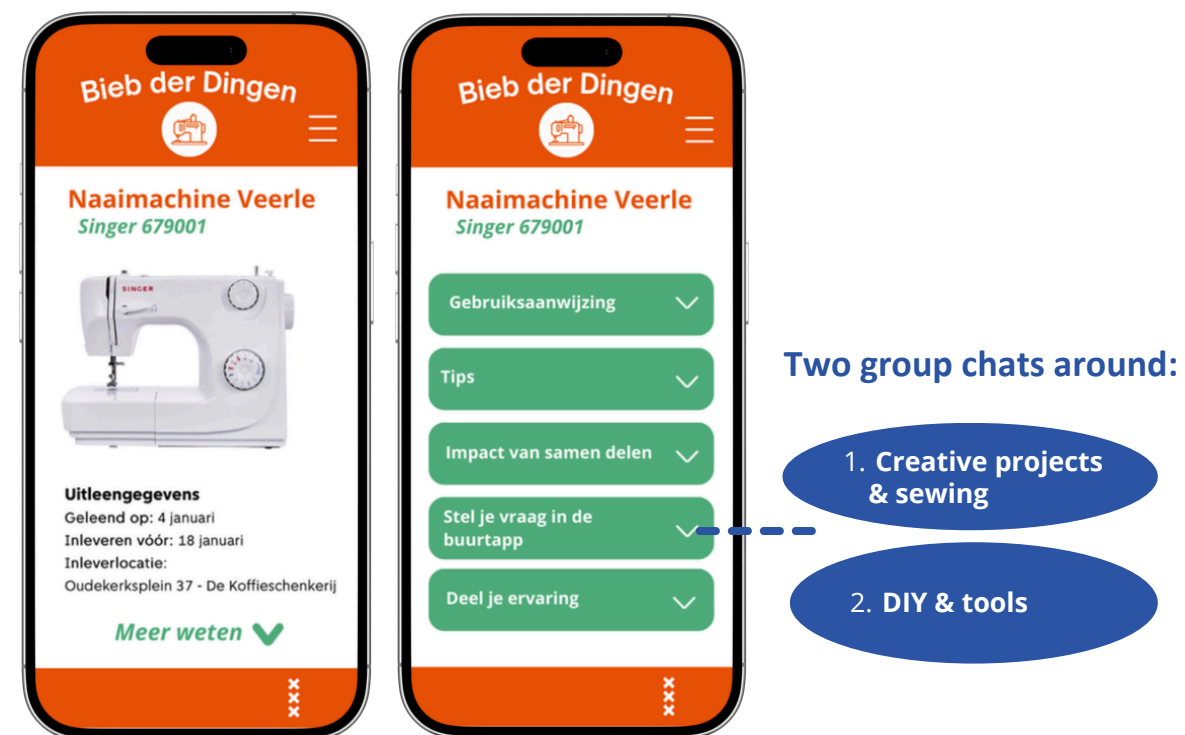 Bieb der Dingen
Naaimachine Veerle
Singer 679001
SINGER
Uitleengegevens
Geleend op: 4 januari
Inleveren vóór: 18 januari
Inleverlocatie:
Oudekerksplein 37 - De Koffieschenkerij
Meer weten
Bieb der Dingen
Naaimachine Veerle
Singer 679001
Gebruiksaanwijzing
Tips
Impact van samen delen
Stel je vraag in de
buurtapp
Deel je ervaring
Two group chats around:
1. Creative projects
& sewing
2. DIY & tools